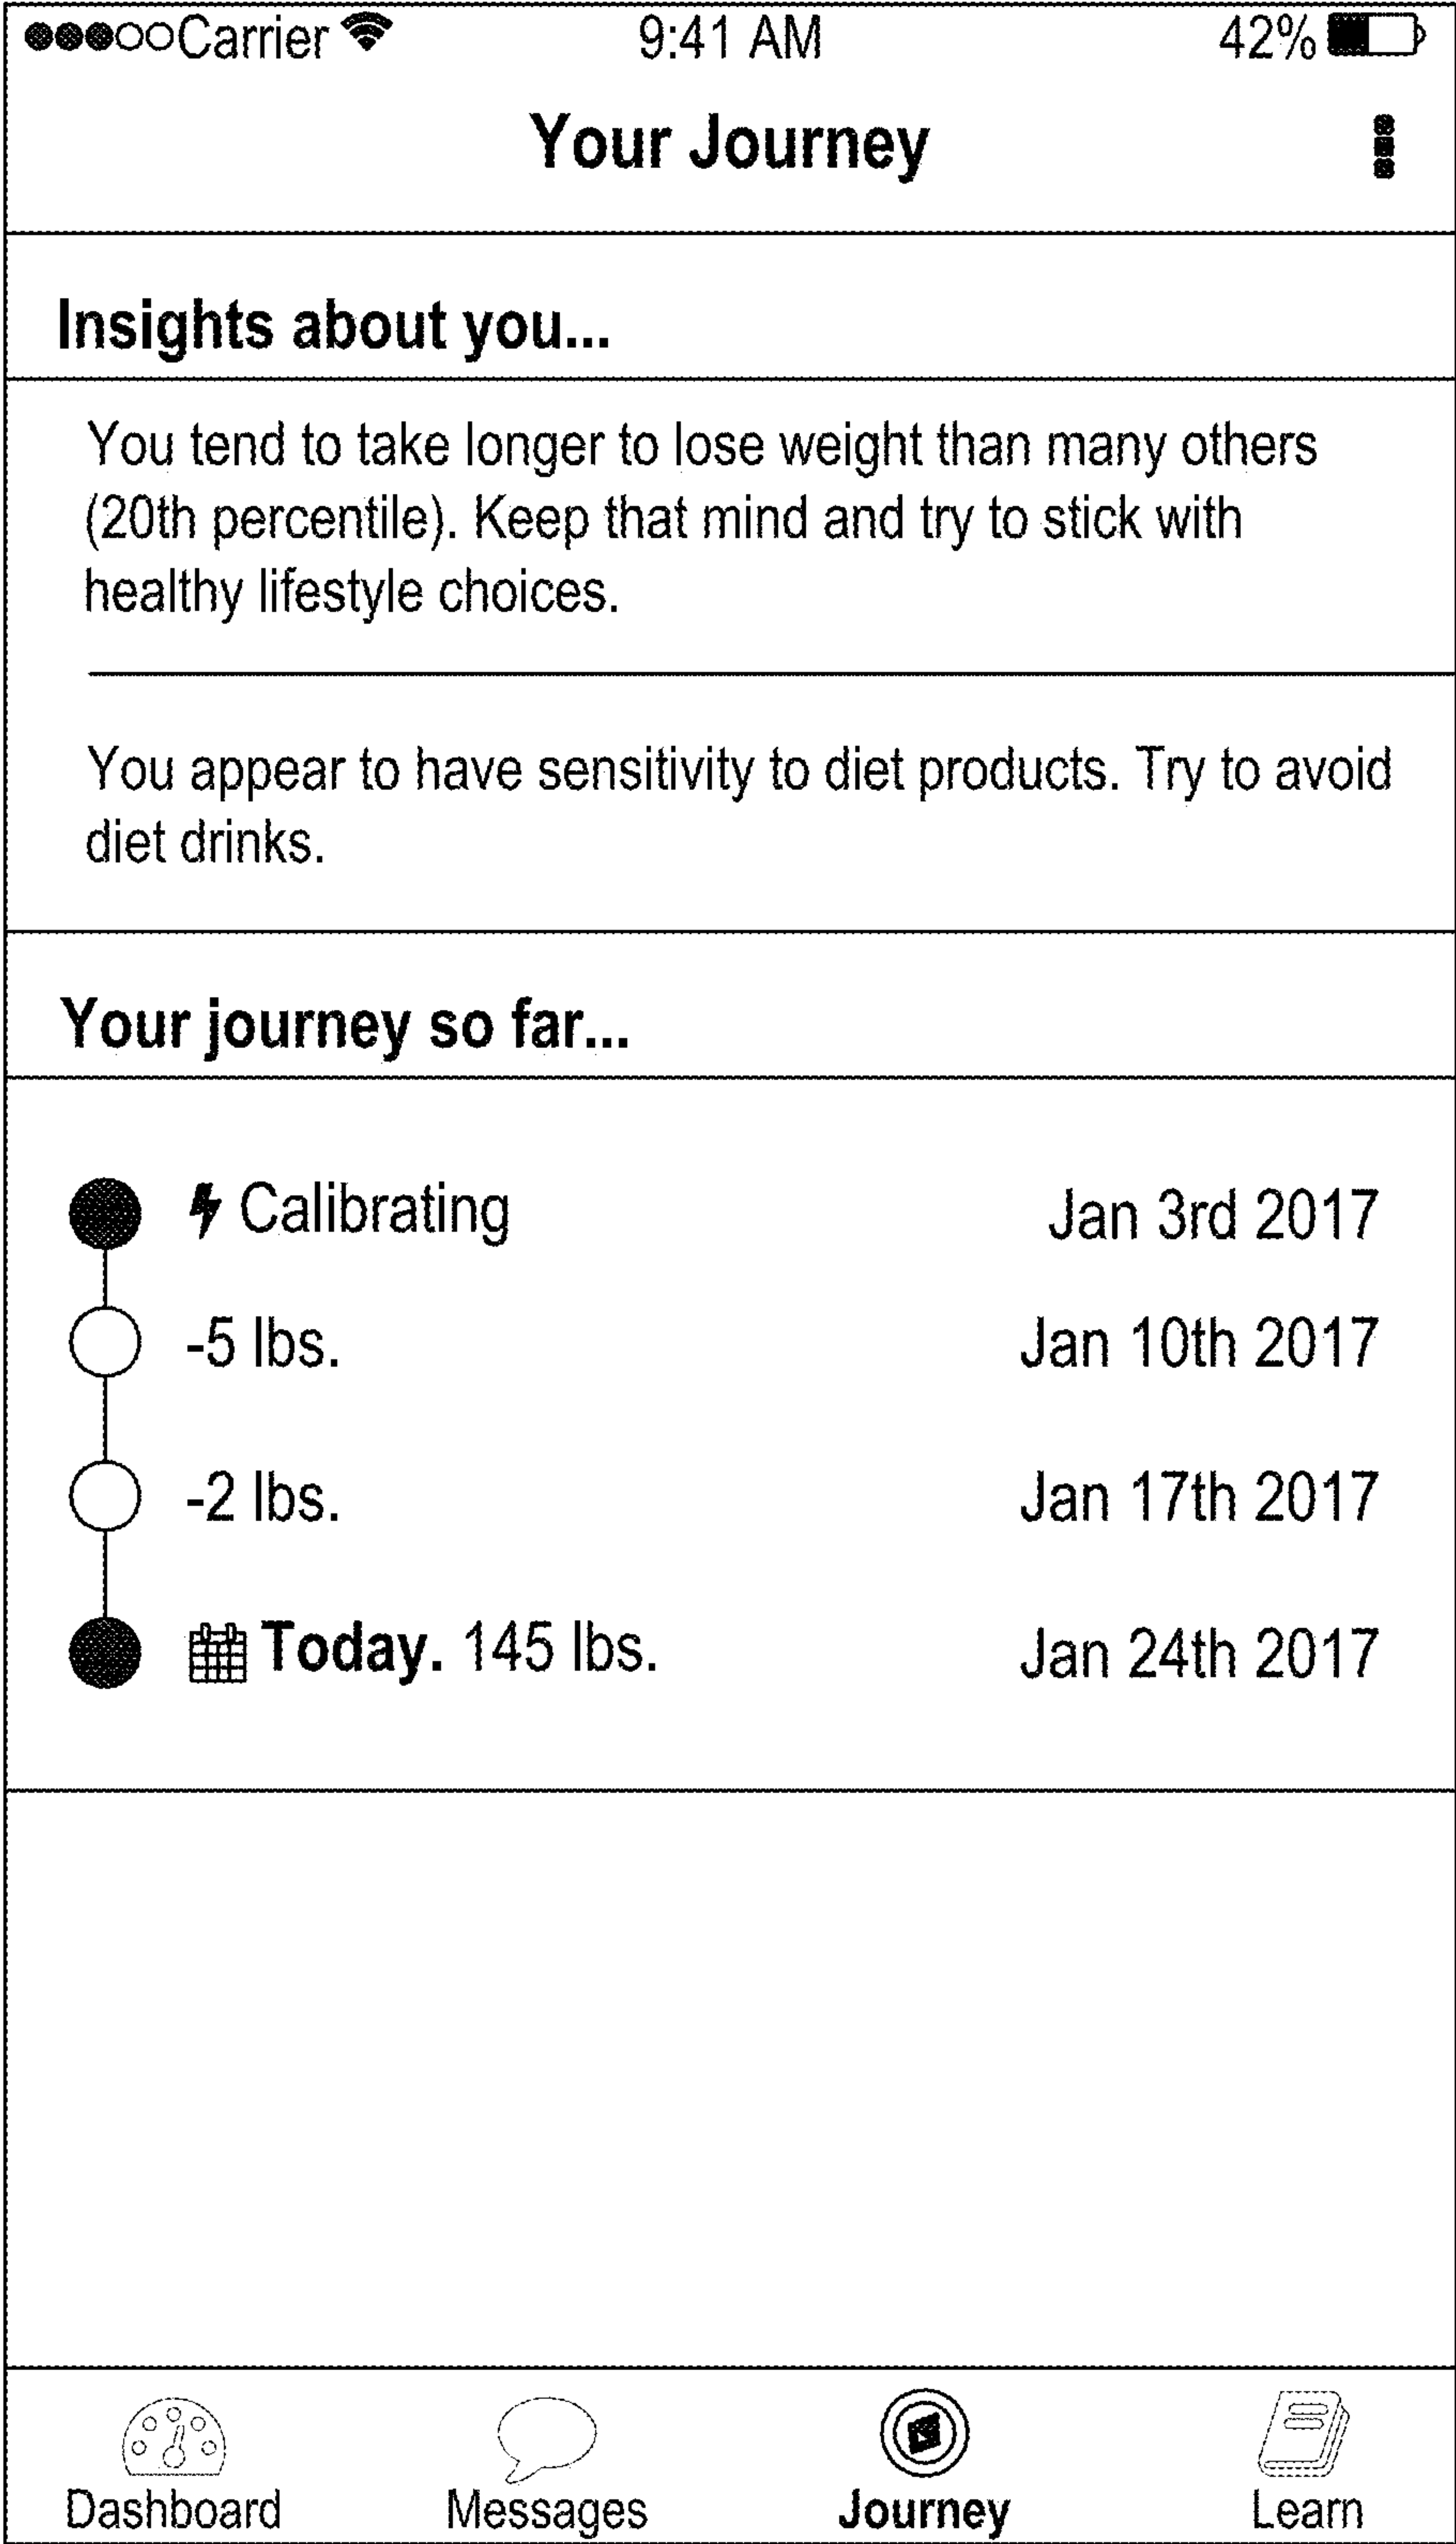 Carrier 9:41 AM 42%
Your Journey
Insights about you...
You tend to take longer to lose weight than many others
(20th percentile). Keep that mind and try to stick with
healthy lifestyle choices.
You appear to have sensitivity to diet products. Try to avoid
diet drinks.
Your journey so far...
Calibrating Jan 3rd 2017
-5 lbs. Jan 10th 2017
-2 lbs. Jan 17th 2017
Today. 145 lbs. Jan 24th 2017
Dashboard Messages Journey Learn